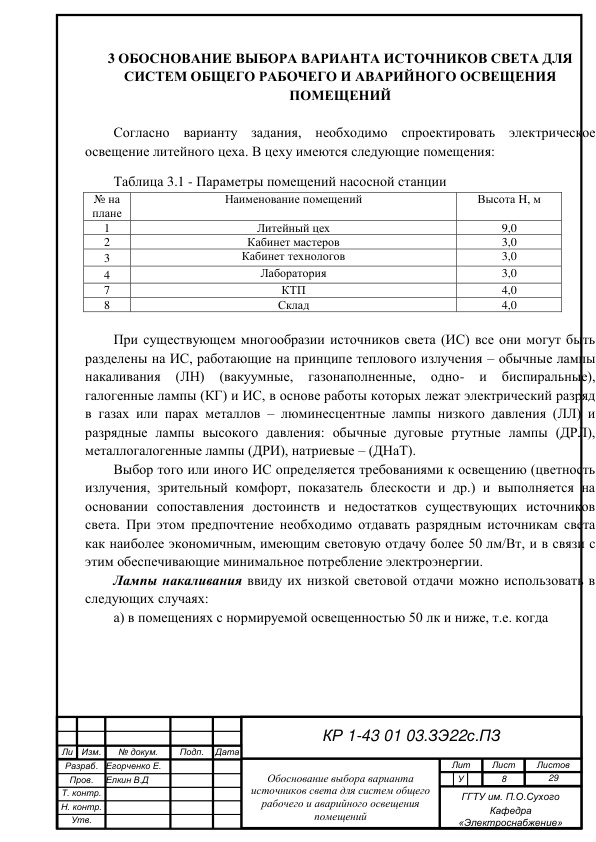 3 ОБОСНОВАНИЕ ВЫБОРА ВАРИАНТА ИСТОЧНИКОВ СВЕТА ДЛЯ
СИСТЕМ ОБЩЕГО РАБОЧЕГО И АВАРИЙНОГО ОСВЕЩЕНИЯ
ПОМЕЩЕНИЙ
Согласно варианту задания, необходимо спроектировать электрическое
освещение литейного цеха. В цеху имеются следующие помещения:
Таблица 3.1 - Параметры помещений насосной станции
№ на плане Наименование помещений Высота Н, м
1 Литейный цех 9,0
2 Кабинет мастеров 3,0
3 Кабинет технологов 3,0
4 Лаборатория 3,0
7 КТП 4,0
8 Склад 4,0
При существующем многообразии источников света (ИС) все они могут быть
разделены на ИС, работающие на принципе теплового излучения – обычные лампы
накаливания (ЛН) (вакуумные, газонаполненные, одно- и биспиральные),
галогенные лампы (КГ) и ИС, в основе работы которых лежат электрический разряд
в газах или парах металлов – люминесцентные лампы низкого давления (ЛЛ) и
разрядные лампы высокого давления: обычные дуговые ртутные лампы (ДРЛ),
металлогалогенные лампы (ДРИ), натриевые – (ДНаТ).
Выбор того или иного ИС определяется требованиями к освещению (цветность
излучения, зрительный комфорт, показатель блескости и др.) и выполняется на
основании сопоставления достоинств и недостатков существующих источников
света. При этом предпочтение необходимо отдавать разрядным источникам света
как наиболее экономичным, имеющим световую отдачу более 50 лм/Вт, и в связи с
этим обеспечивающие минимальное потребление электроэнергии.
Лампы накаливания ввиду их низкой световой отдачи можно использовать в
следующих случаях:
а) в помещениях с нормируемой освещенностью 50 лк и ниже, т.е. когда
КР 1-43 01 03.ЗЭ22с.ПЗ
Ли Изм. № докум. Подп. Дата
Разраб. Егорченко Е.
Пров. Елкин В.Д
Т. контр.
Н. контр.
Утв.
Обоснование выбора варианта
источников света для систем общего
рабочего и аварийного освещения
помещений
Лит Лист Листов
У 8 29
ГГТУ им. П.О.Сухого
Кафедра
«Электроснабжение»